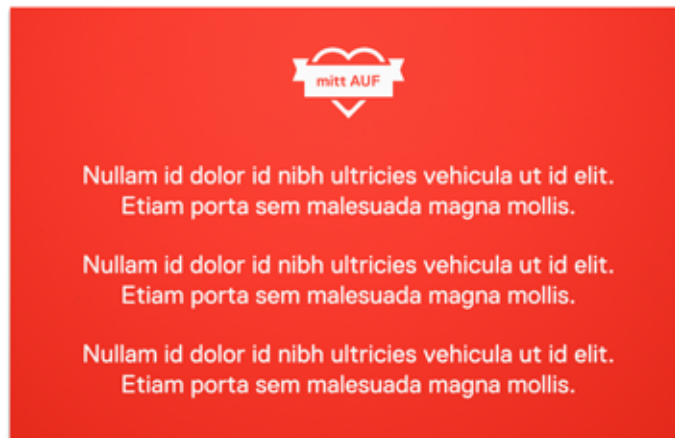 mitt AUF
Nullam id dolor id nibh ultricies vehicula ut id elit.
Etiam porta sem malesuada magna mollis.
Nullam id dolor id nibh ultricies vehicula ut id elit.
Etiam porta sem malesuada magna mollis.
Nullam id dolor id nibh ultricies vehicula ut id elit.
Etiam porta sem malesuada magna mollis.